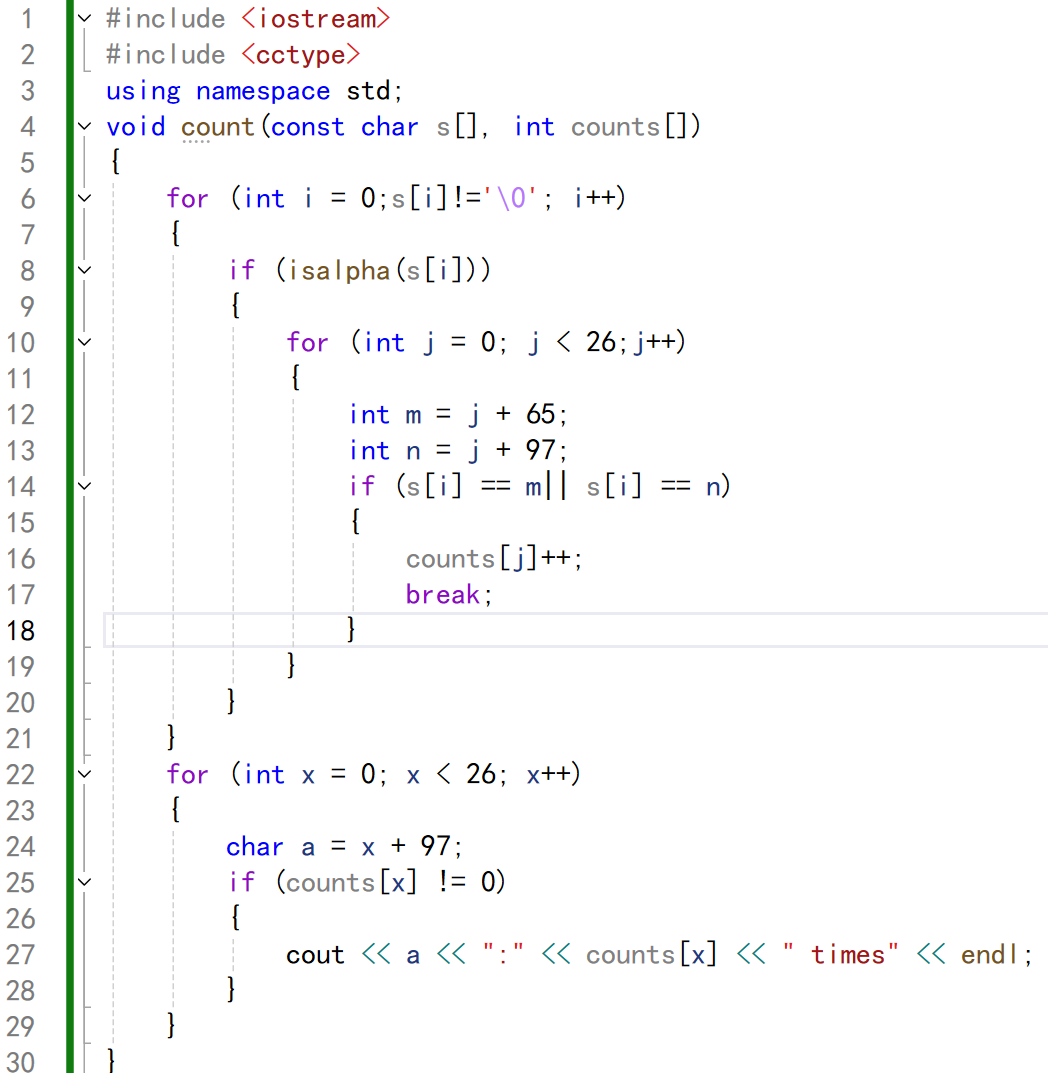 1 #include <iostream>
2 #include <cctype>
3 using namespace std;
4 void count(const char s[], int counts[])
5 {
6     for (int i = 0;s[i]!='\0'; i++)
7     {
8         if (isalpha(s[i]))
9         {
10             for (int j = 0; j < 26;j++)
11             {
12                 int m = j + 65;
13                 int n = j + 97;
14                 if (s[i] == m|| s[i] == n)
15                 {
16                     counts[j]++;
17                     break;
18                 }
19             }
20         }
21     }
22     for (int x = 0; x < 26; x++)
23     {
24         char a = x + 97;
25         if (counts[x] != 0)
26         {
27             cout << a << ":" << counts[x] << " times" << endl;
28         }
29     }
30 }